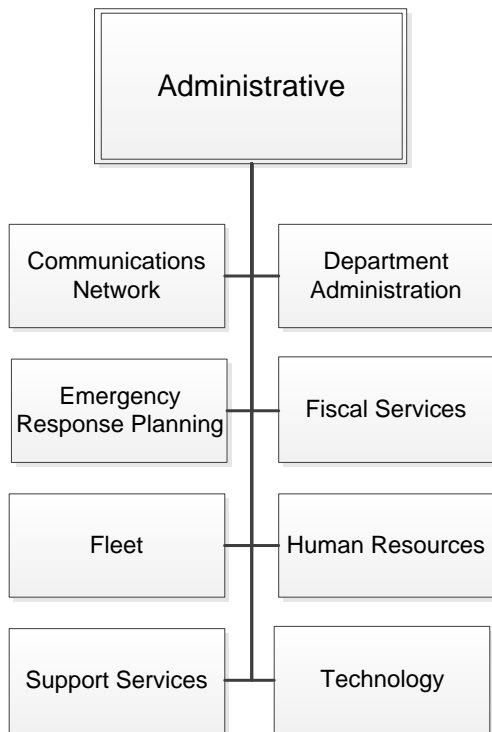 Administrative
Communications
Network
Department
Administration
Emergency
Response Planning
Fiscal Services
Fleet
Human Resources
Support Services
Technology